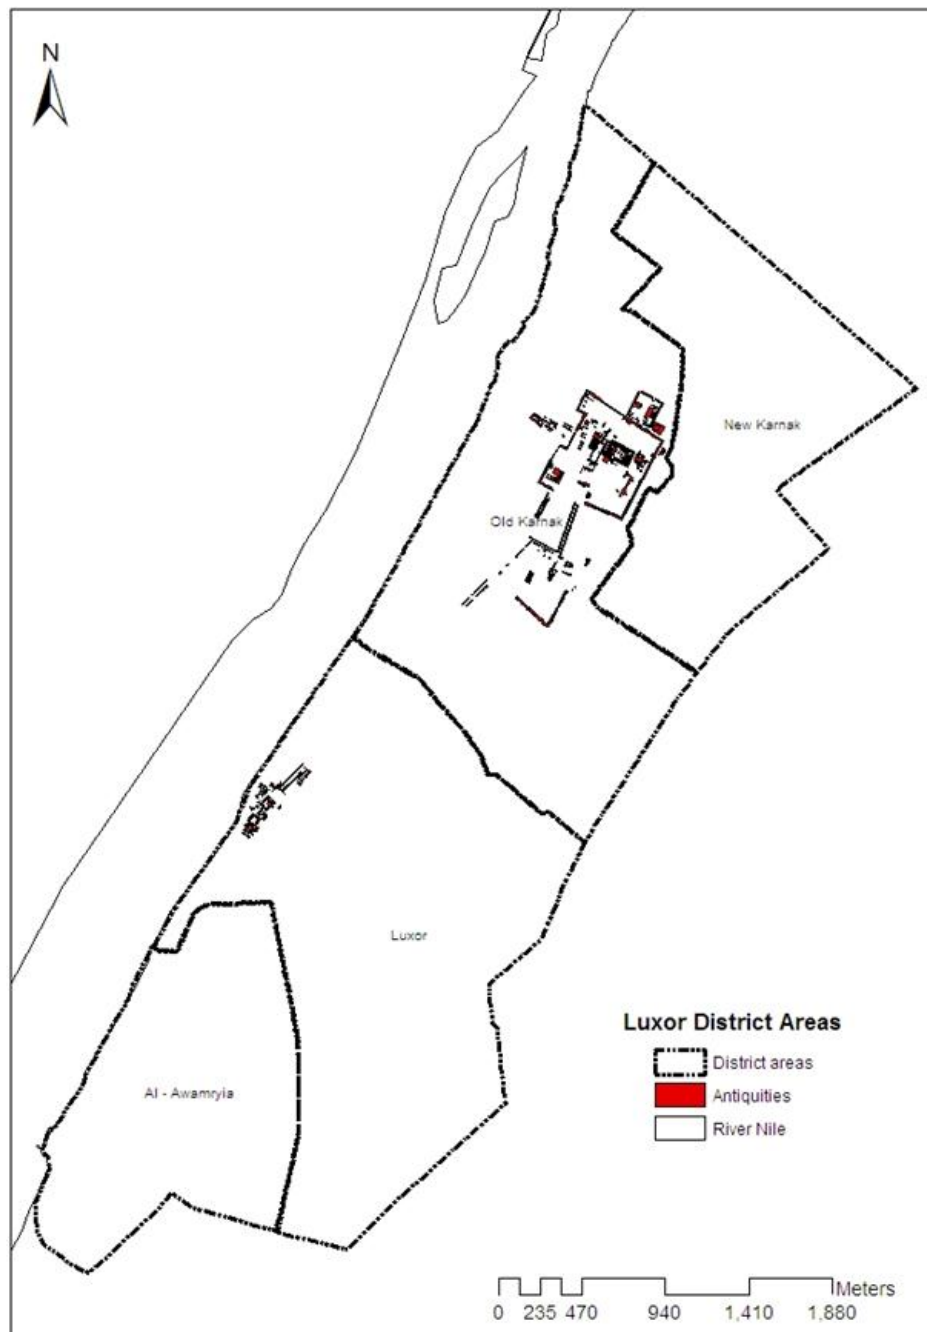 N
New Karnak
Old Karnak
Luxor
Al - Awamryia
Luxor District Areas
District areas
Antiquities
River Nile
Meters
0 235 470 940 1,410 1,880